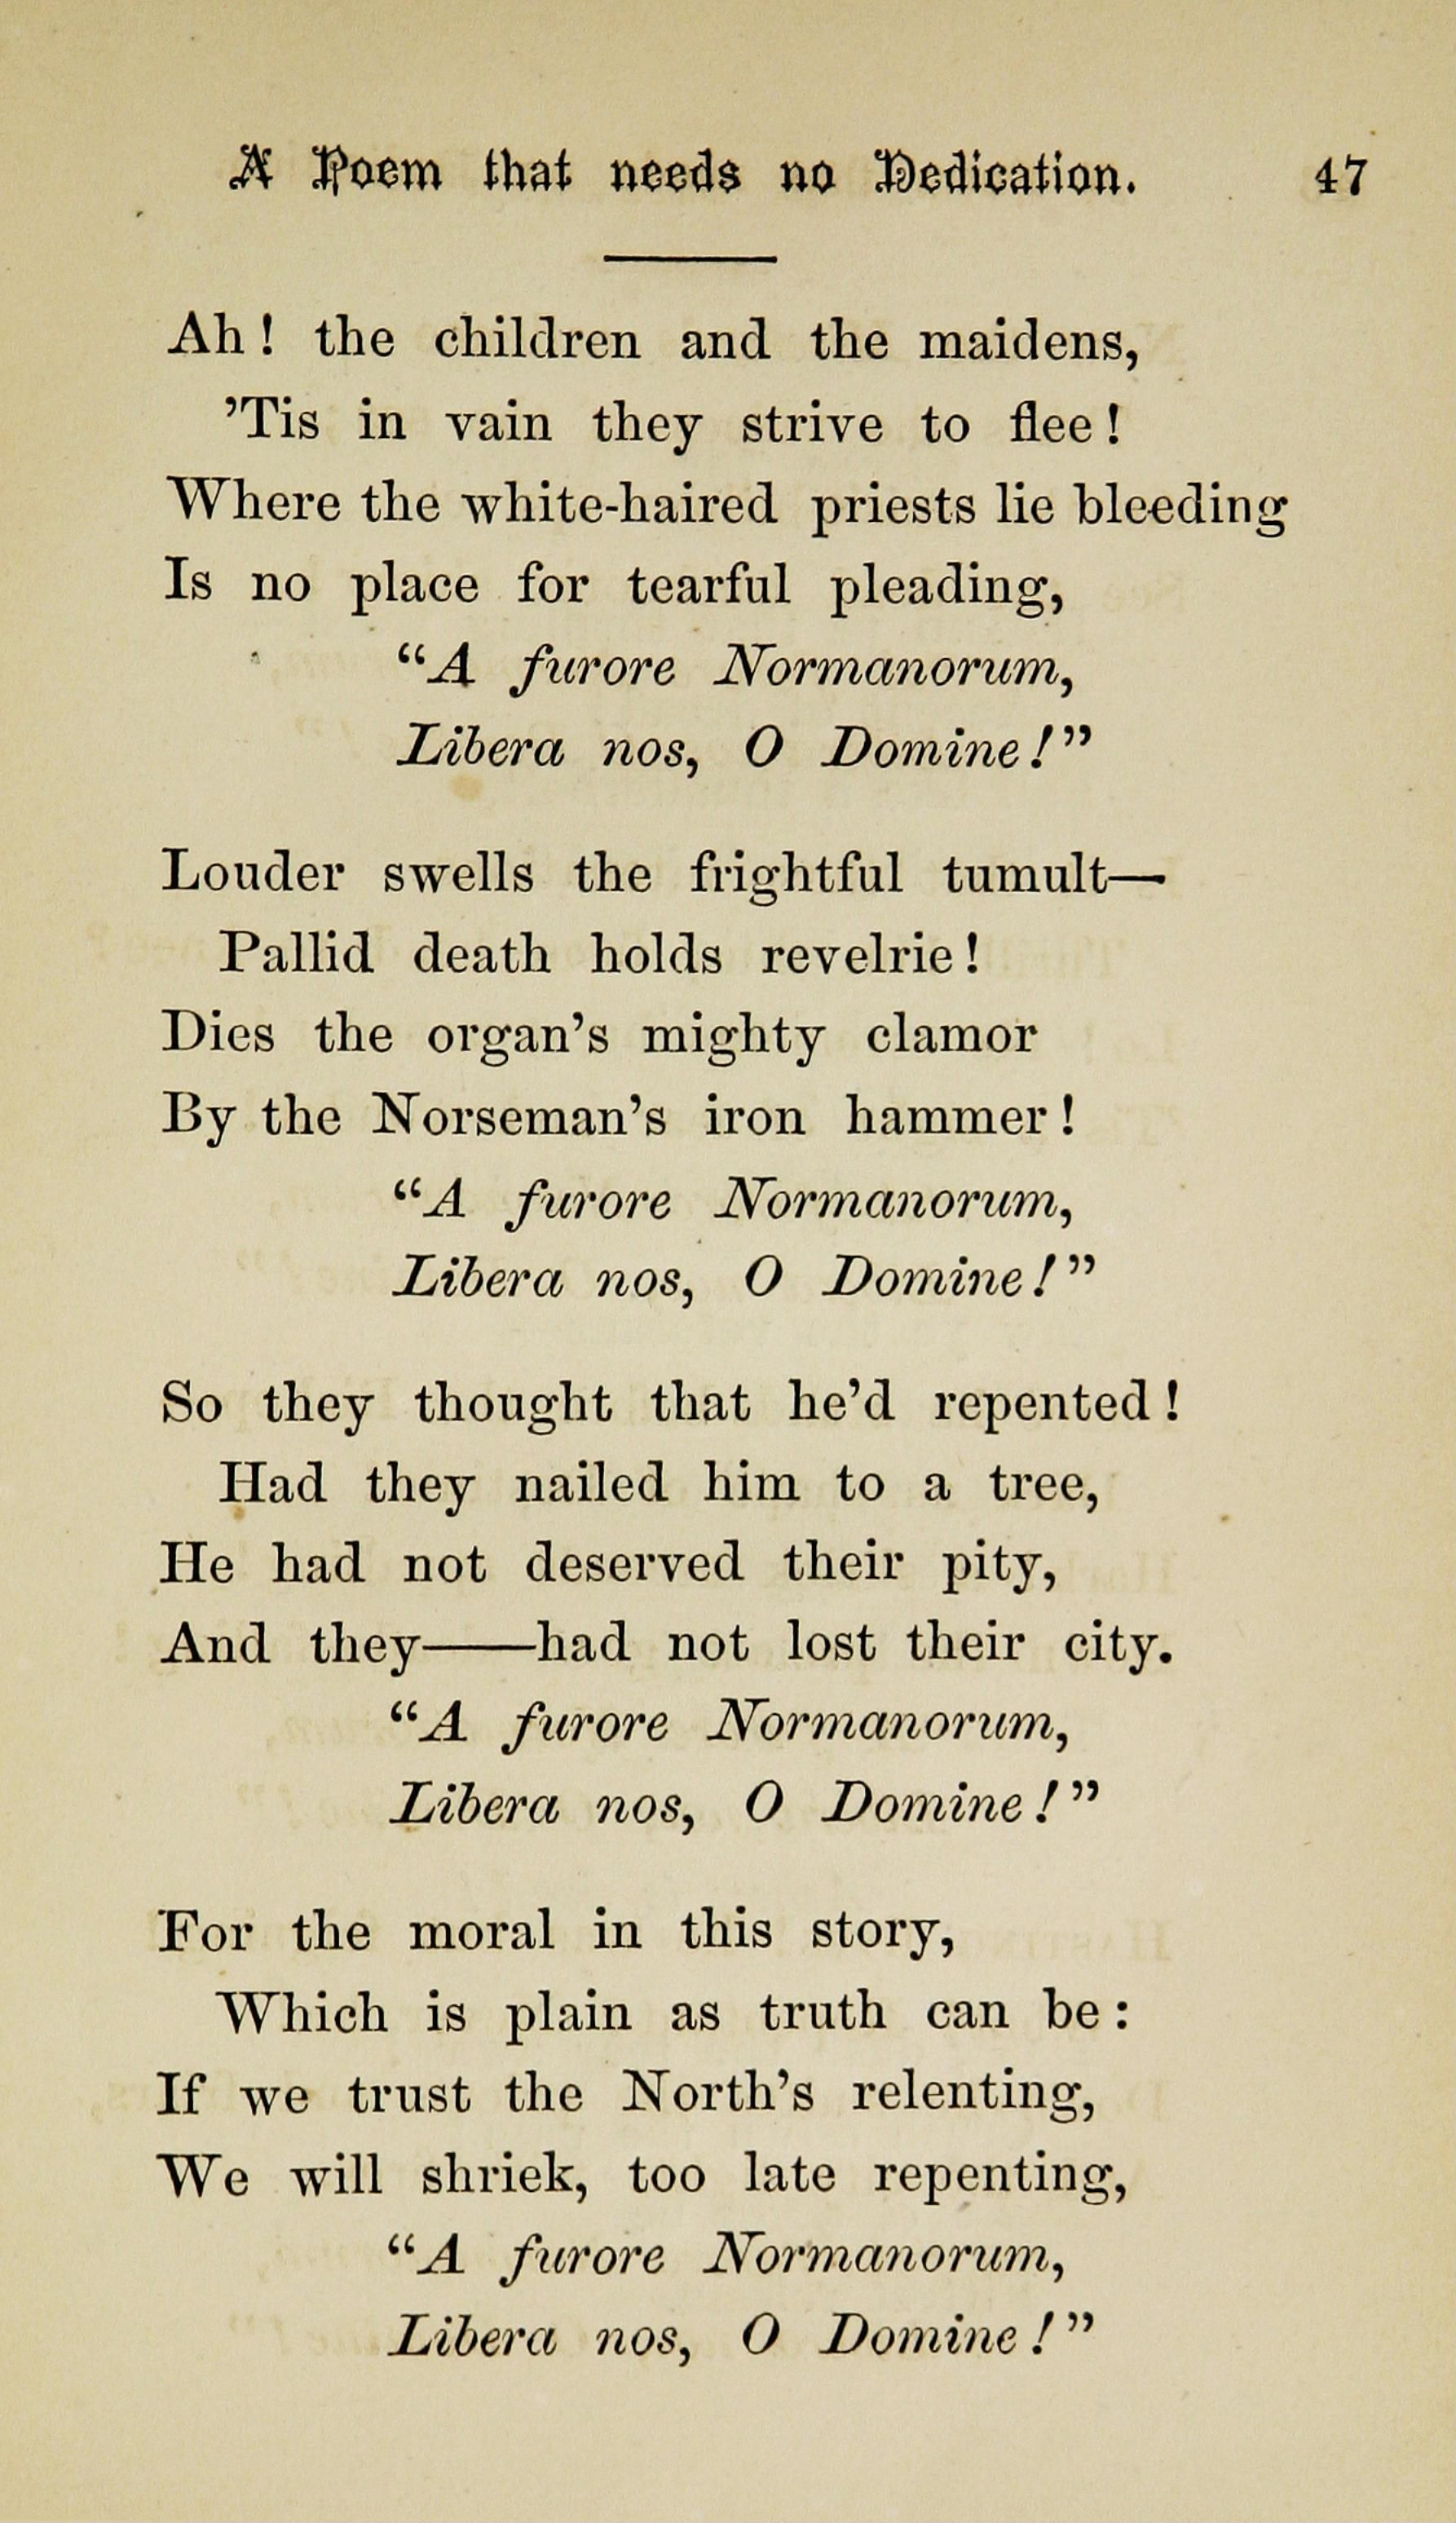 A Poem that needs no Dedication. 47
Ah! the children and the maidens,
'Tis in vain they strive to flee!
Where the white-haired priests lie bleeding
Is no place for tearful pleading,
“A furore Normanorum,
Libera nos, O Domine!”
Louder swells the frightful tumult—
Pallid death holds revelrie!
Dies the organ’s mighty clamor
By the Norseman’s iron hammer!
“A furore Normanorum,
Libera nos, O Domine!”
So they thought that he’d repented!
Had they nailed him to a tree,
He had not deserved their pity,
And they——had not lost their city.
“A furore Normanorum,
Libera nos, O Domine!”
For the moral in this story,
Which is plain as truth can be:
If we trust the North’s relenting,
We will shriek, too late repenting,
“A furore Normanorum,
Libera nos, O Domine!”